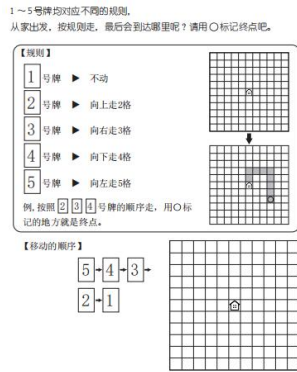 1～5号牌均对应不同的规则,
从家出发，按规则走，最后会到达哪里呢？请用○标记终点吧。
【规则】
1 号牌 ▶ 不动
2 号牌 ▶ 向上走2格
3 号牌 ▶ 向右走3格
4 号牌 ▶ 向下走4格
5 号牌 ▶ 向左走5格
例,按照 2 3 4 号牌的顺序走，用○标
记的地方就是终点。
【移动的顺序】
5→4→3→
2→1